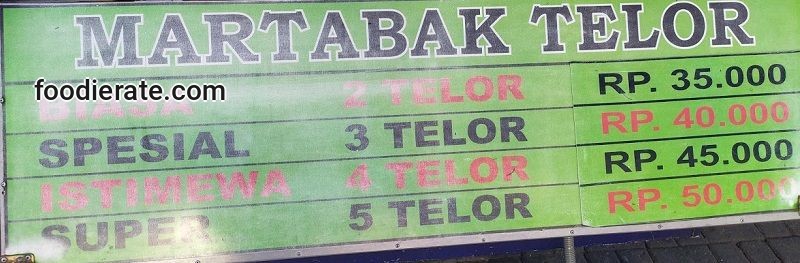 MARTABAK TELOR
foodierate.com
BIASA 2 TELOR RP. 35.000
SPESIAL 3 TELOR RP. 40.000
ISTIMEWA 4 TELOR RP. 45.000
SUPER 5 TELOR RP. 50.000